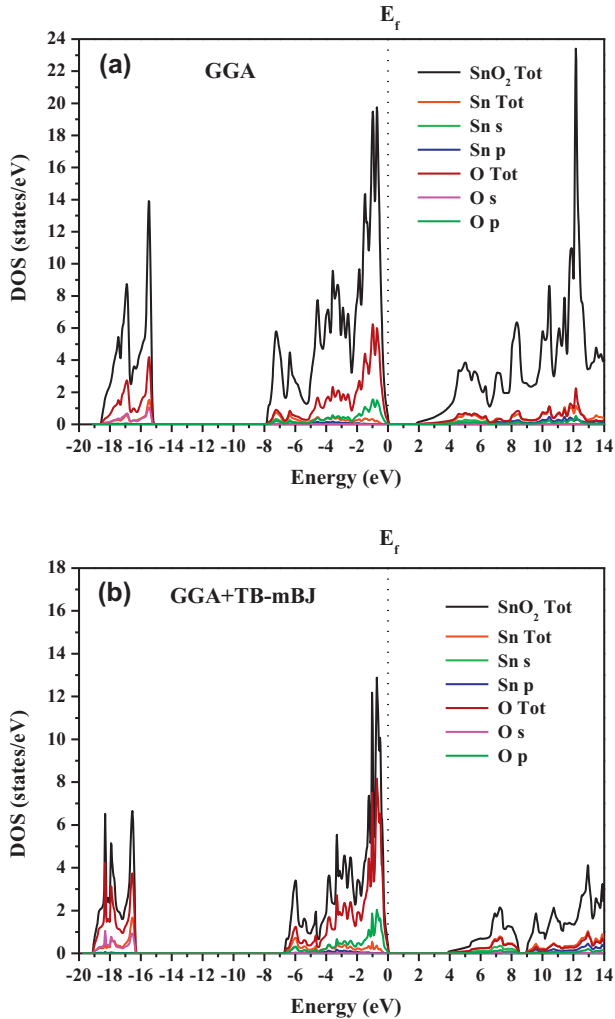 E_f
(a)
GGA
SnO₂ Tot
Sn Tot
Sn s
Sn p
O Tot
O s
O p
DOS (states/eV)
24
22
20
18
16
14
12
10
8
6
4
2
0
-20 -18 -16 -14 -12 -10 -8 -6 -4 -2 0 2 4 6 8 10 12 14
Energy (eV)
E_f
(b)
GGA+TB-mBJ
SnO₂ Tot
Sn Tot
Sn s
Sn p
O Tot
O s
O p
DOS (states/eV)
18
16
14
12
10
8
6
4
2
0
-20 -18 -16 -14 -12 -10 -8 -6 -4 -2 0 2 4 6 8 10 12 14
Energy (eV)